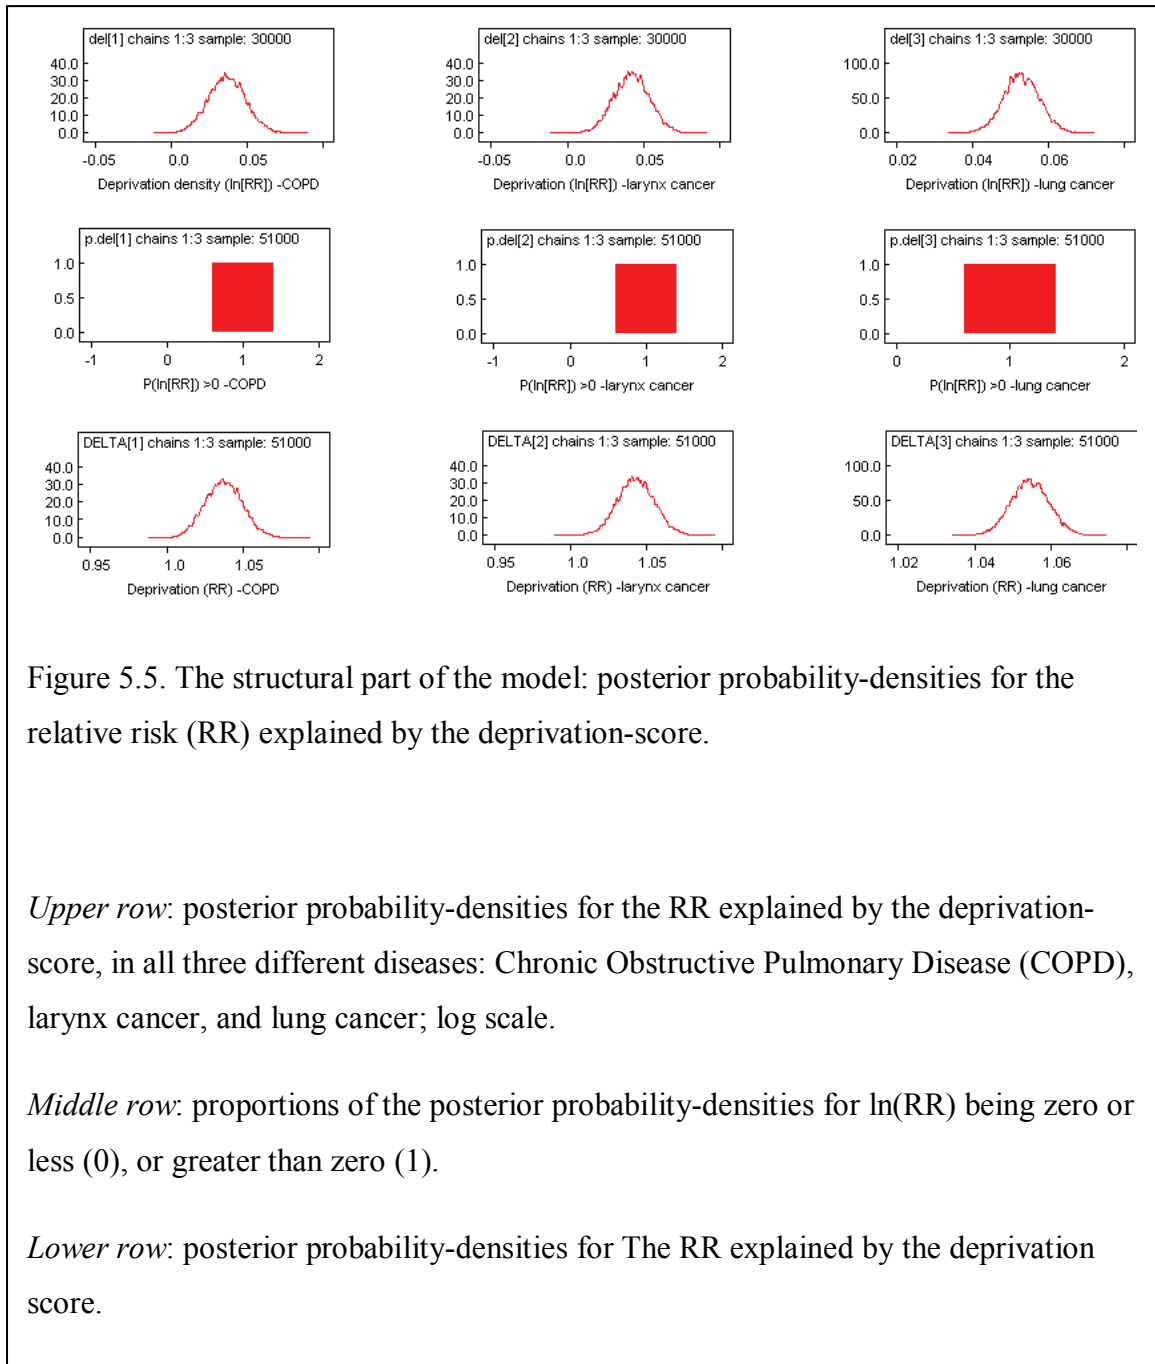 del[1] chains 1:3 sample: 30000
40.0
30.0
20.0
10.0
0.0
-0.05 0.0 0.05
Deprivation density (ln[RR]) -COPD
del[2] chains 1:3 sample: 30000
40.0
30.0
20.0
10.0
0.0
-0.05 0.0 0.05
Deprivation (ln[RR]) -larynx cancer
del[3] chains 1:3 sample: 30000
100.0
50.0
0.0
0.02 0.04 0.06
Deprivation (ln[RR]) -lung cancer
p.del[1] chains 1:3 sample: 51000
1.0
0.5
0.0
-1 0 1 2
P(ln[RR]) >0 -COPD
p.del[2] chains 1:3 sample: 51000
1.0
0.5
0.0
-1 0 1 2
P(ln[RR]) >0 -larynx cancer
p.del[3] chains 1:3 sample: 51000
1.0
0.5
0.0
0 1 2
P(ln[RR]) >0 -lung cancer
DELTA[1] chains 1:3 sample: 51000
40.0
30.0
20.0
10.0
0.0
0.95 1.0 1.05
Deprivation (RR) -COPD
DELTA[2] chains 1:3 sample: 51000
40.0
30.0
20.0
10.0
0.0
0.95 1.0 1.05
Deprivation (RR) -larynx cancer
DELTA[3] chains 1:3 sample: 51000
100.0
50.0
0.0
1.02 1.04 1.06
Deprivation (RR) -lung cancer
Figure 5.5. The structural part of the model: posterior probability-densities for the
relative risk (RR) explained by the deprivation-score.
Upper row: posterior probability-densities for the RR explained by the deprivation-
score, in all three different diseases: Chronic Obstructive Pulmonary Disease (COPD),
larynx cancer, and lung cancer; log scale.
Middle row: proportions of the posterior probability-densities for ln(RR) being zero or
less (0), or greater than zero (1).
Lower row: posterior probability-densities for The RR explained by the deprivation
score.